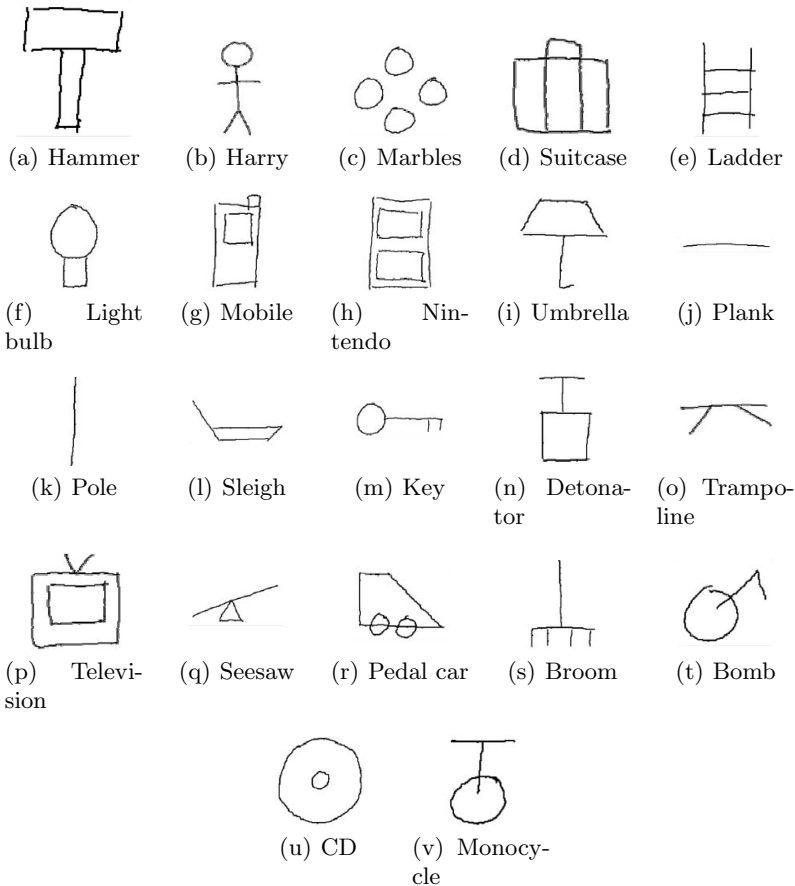 (a) Hammer
(b) Harry
(c) Marbles
(d) Suitcase
(e) Ladder
(f) Light
bulb
(g) Mobile
(h) Nin-
tendo
(i) Umbrella
(j) Plank
(k) Pole
(l) Sleigh
(m) Key
(n) Detona-
tor
(o) Trampo-
line
(p) Televi-
sion
(q) Seesaw
(r) Pedal car
(s) Broom
(t) Bomb
(u) CD
(v) Monocy-
cle